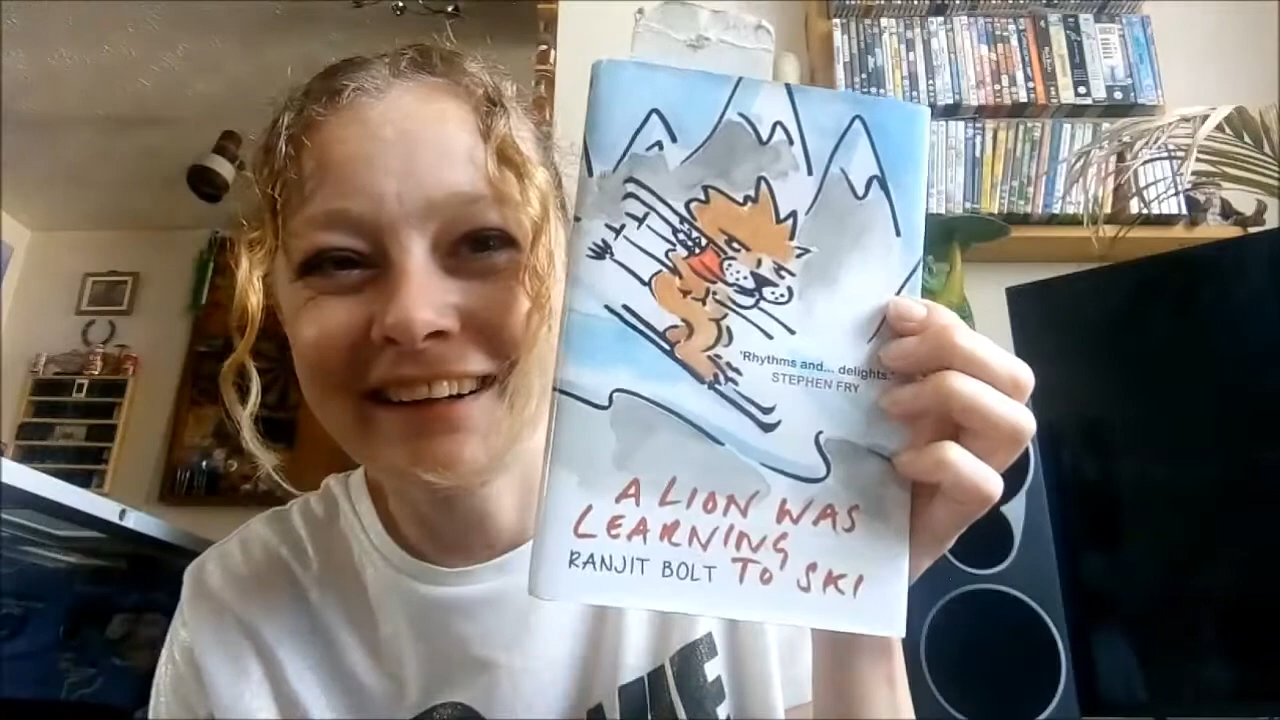 'Rhythms and... delights.'
STEPHEN FRY
A LION WAS
LEARNING
RANJIT BOLT TO SKI